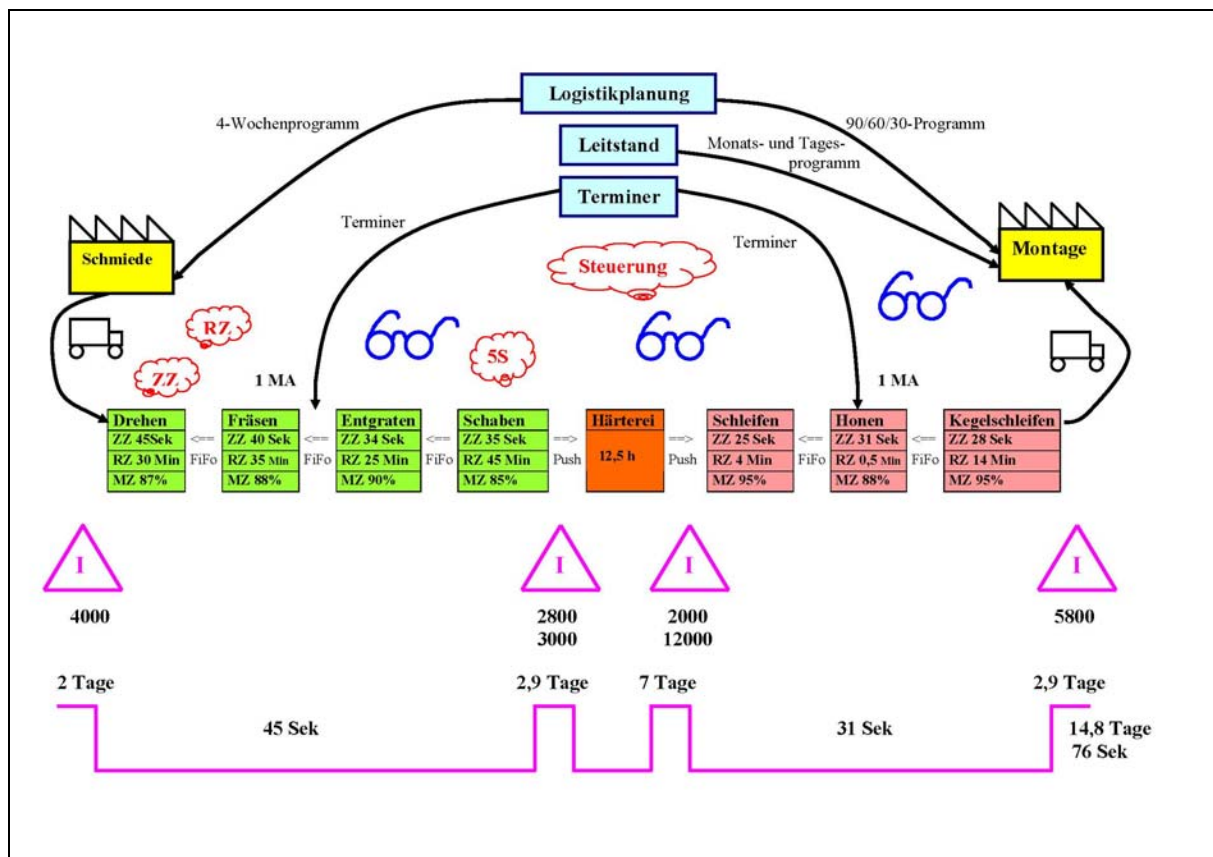 Logistikplanung
4-Wochenprogramm
90/60/30-Programm
Leitstand
Monats- und Tages-
programm
Terminer
Terminer
Terminer
Schmiede
Montage
Steuerung
RZ
ZZ
5S
1 MA
1 MA
Drehen
ZZ 45Sek
RZ 30 Min
MZ 87%
<==
FiFo
Fräsen
ZZ 40 Sek
RZ 35 Min
MZ 88%
<==
FiFo
Entgraten
ZZ 34 Sek
RZ 25 Min
MZ 90%
<==
FiFo
Schaben
ZZ 35 Sek
RZ 45 Min
MZ 85%
==>
Push
Härterei
12,5 h
==>
Push
Schleifen
ZZ 25 Sek
RZ 4 Min
MZ 95%
<==
FiFo
Honen
ZZ 31 Sek
RZ 0,5 Min
MZ 88%
<==
FiFo
Kegelschleifen
ZZ 28 Sek
RZ 14 Min
MZ 95%
I
I
I
I
4000
2800
3000
2000
12000
5800
2 Tage
2,9 Tage
7 Tage
2,9 Tage
45 Sek
31 Sek
14,8 Tage
76 Sek